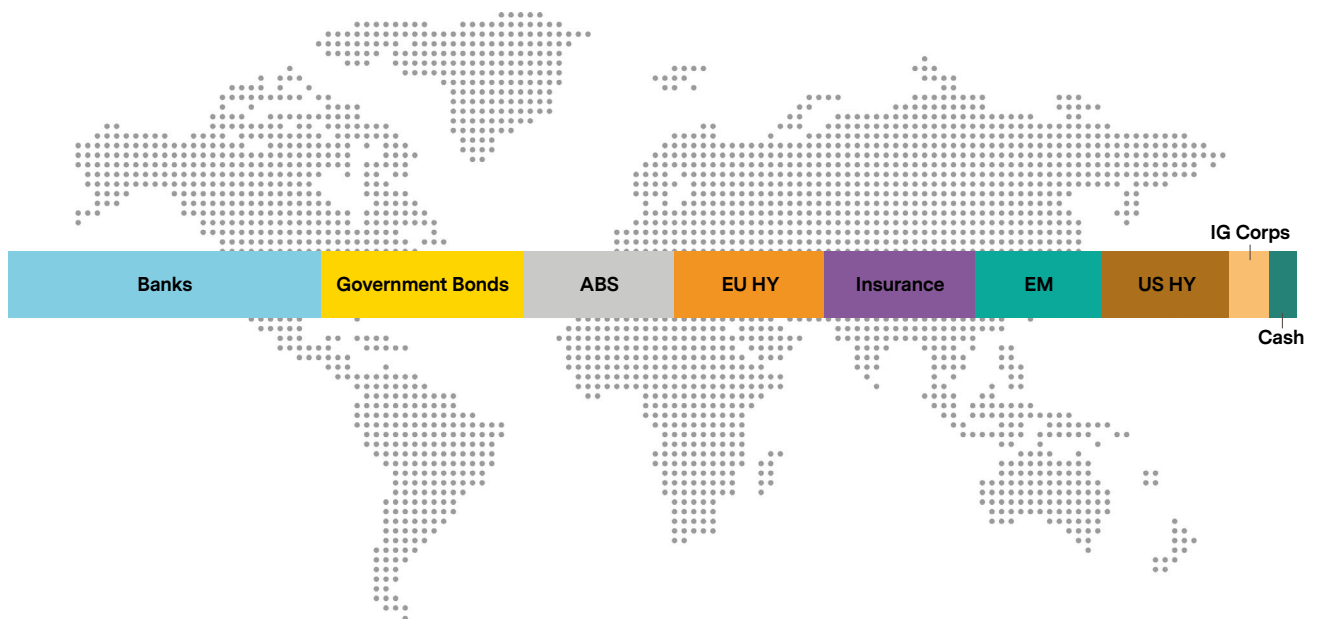 IG Corps
Banks
Government Bonds
ABS
EU HY
Insurance
EM
US HY
Cash